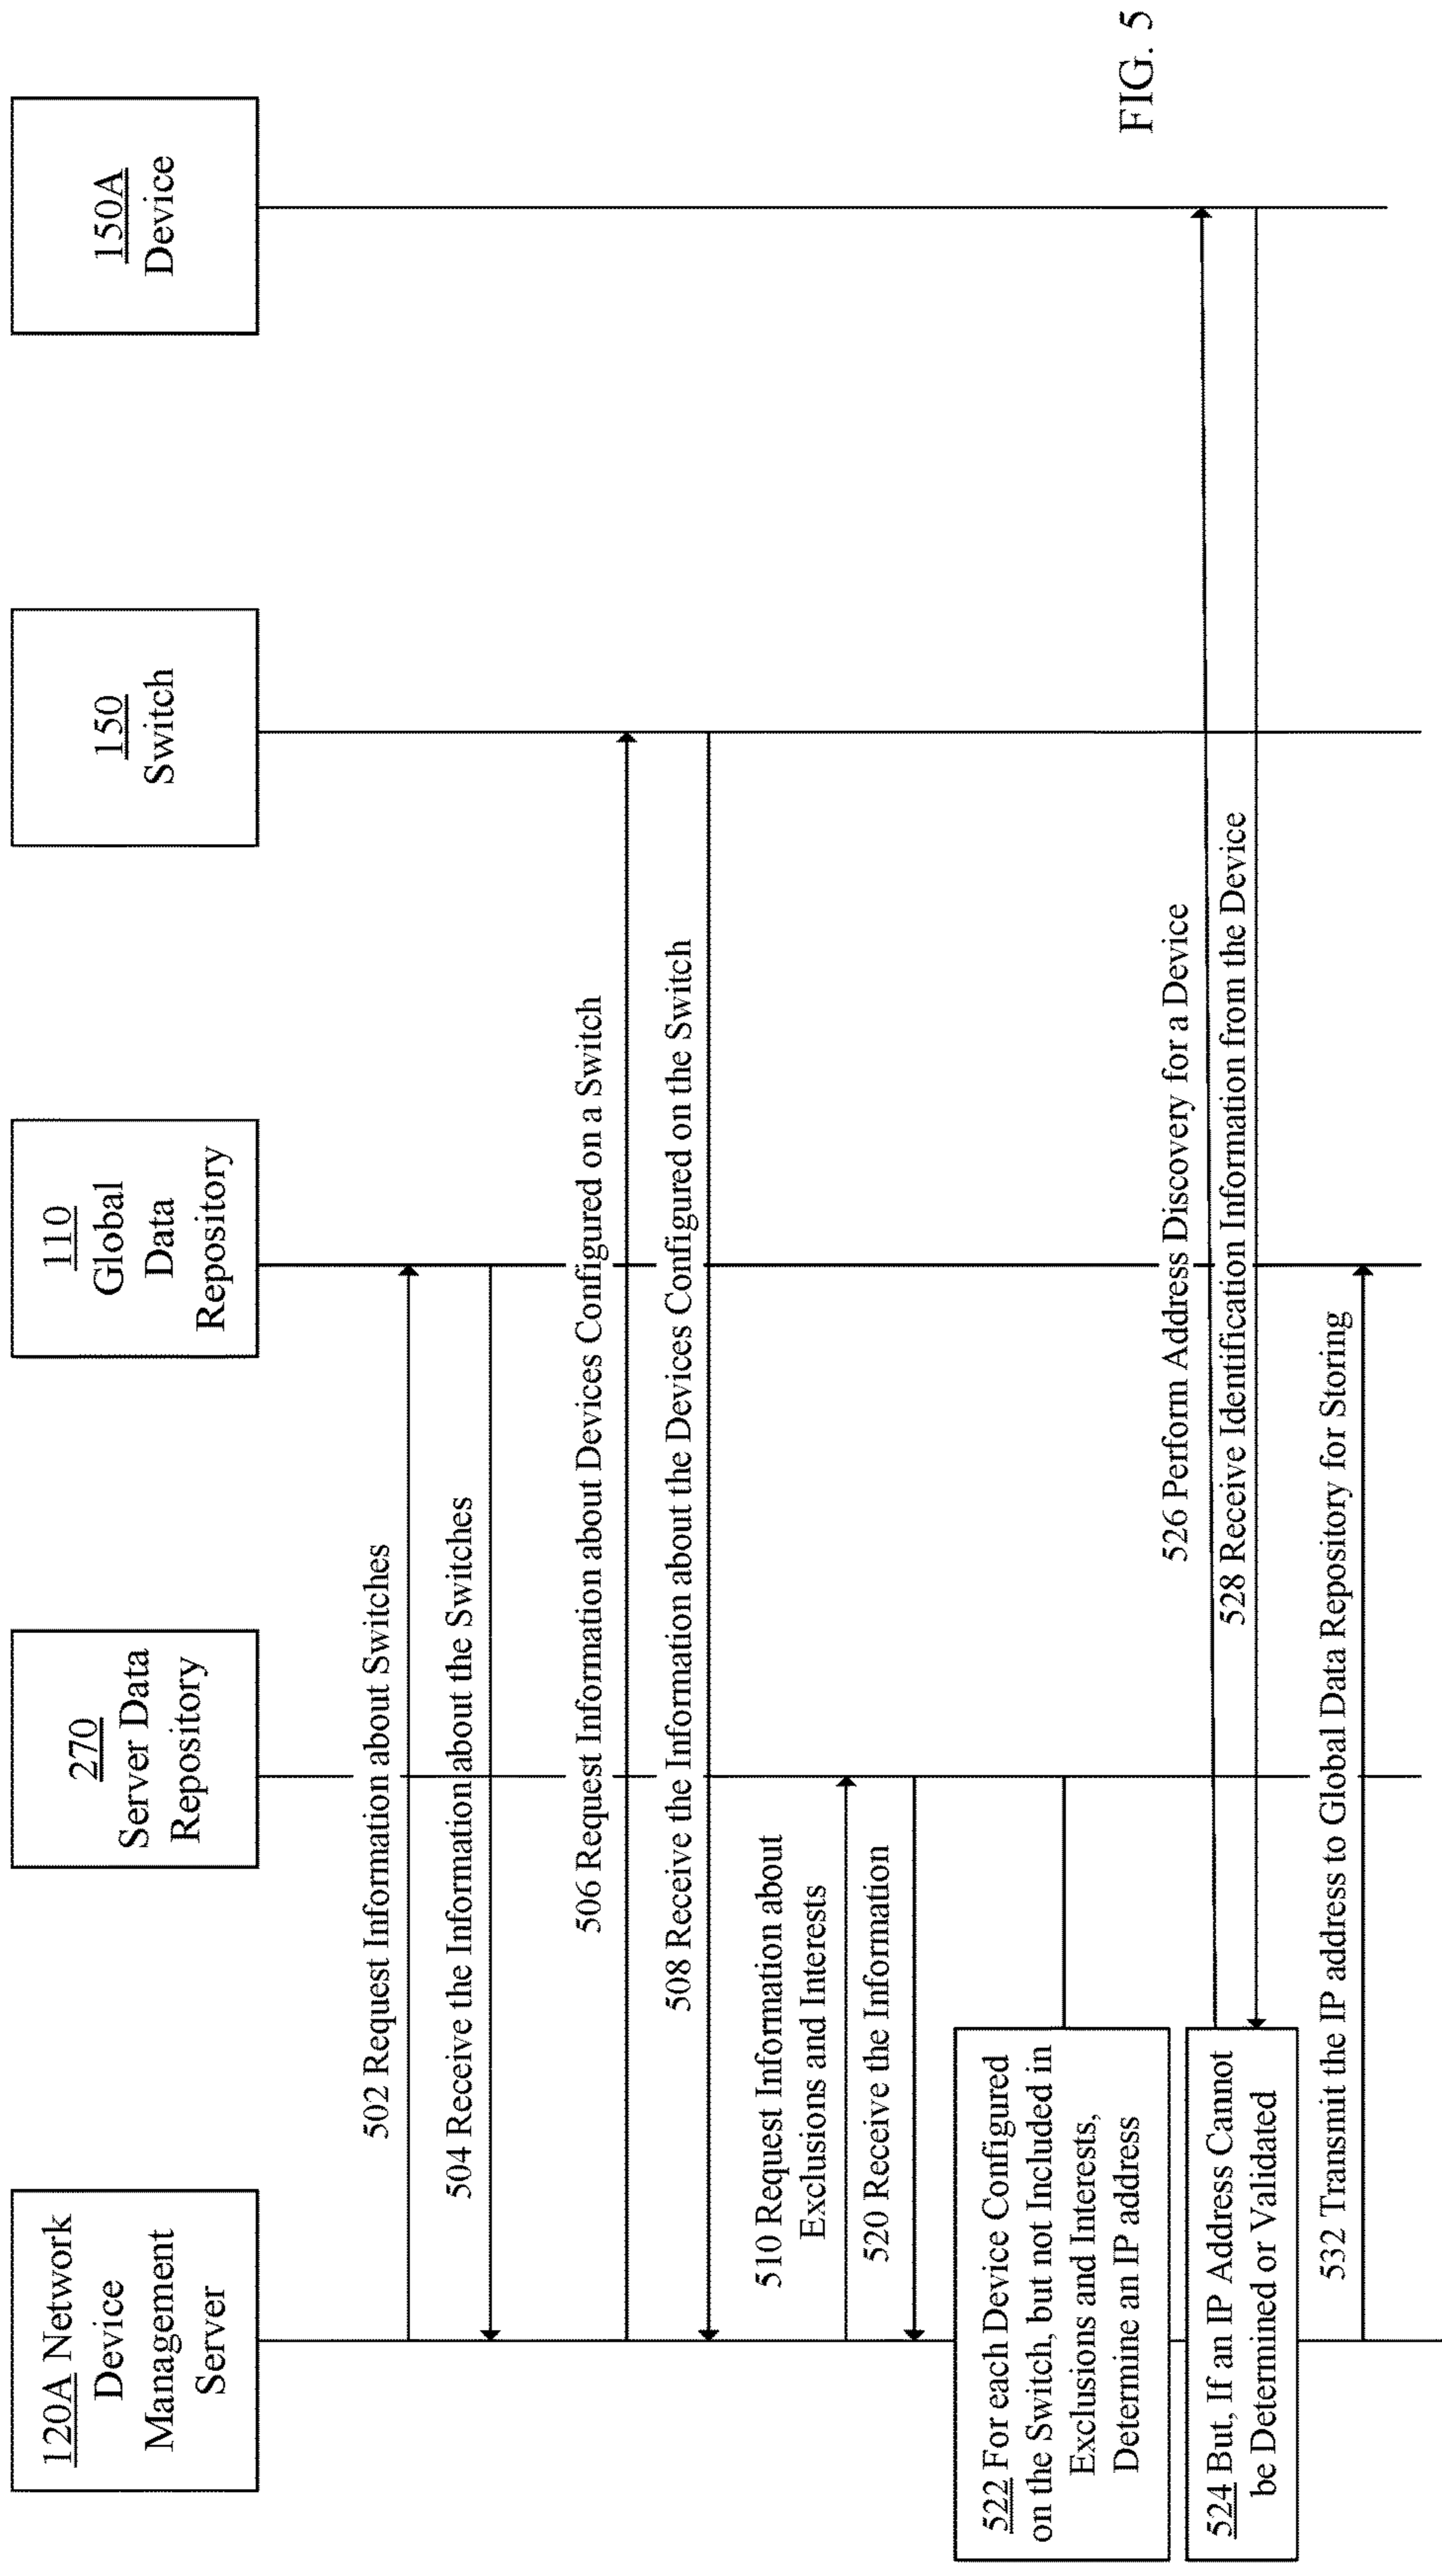 120A Network
Device
Management
Server
270
Server Data
Repository
110
Global
Data
Repository
150
Switch
150A
Device
502 Request Information about Switches
504 Receive the Information about the Switches
506 Request Information about Devices Configured on a Switch
508 Receive the Information about the Devices Configured on the Switch
510 Request Information about
Exclusions and Interests
520 Receive the Information
522 For each Device Configured
on the Switch, but not Included in
Exclusions and Interests,
Determine an IP address
526 Perform Address Discovery for a Device
524 But, If an IP Address Cannot
be Determined or Validated
528 Receive Identification Information from the Device
532 Transmit the IP address to Global Data Repository for Storing
FIG. 5